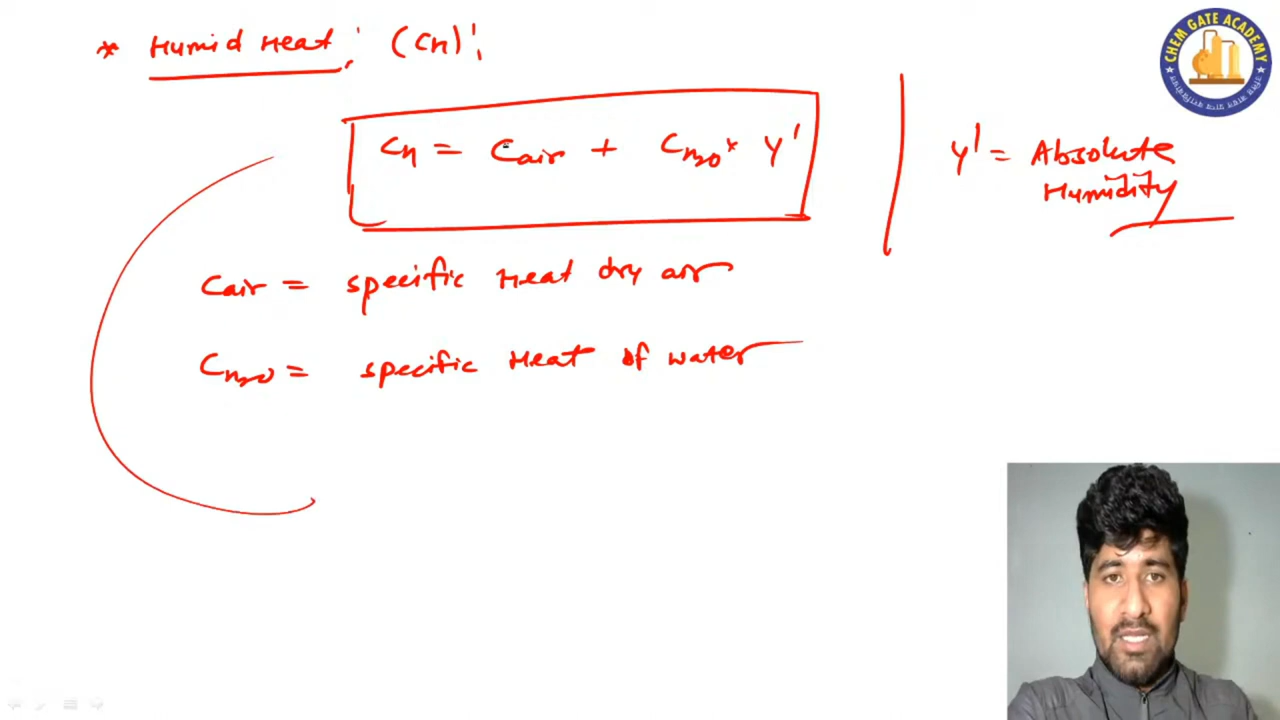 * Humid Heat: (CH):
CH = Cair + CH2O * Y'
Y' = Absolute
Humidity
Cair = specific Heat dry air
CH2O = specific Heat of water
CHEM GATE ACADEMY